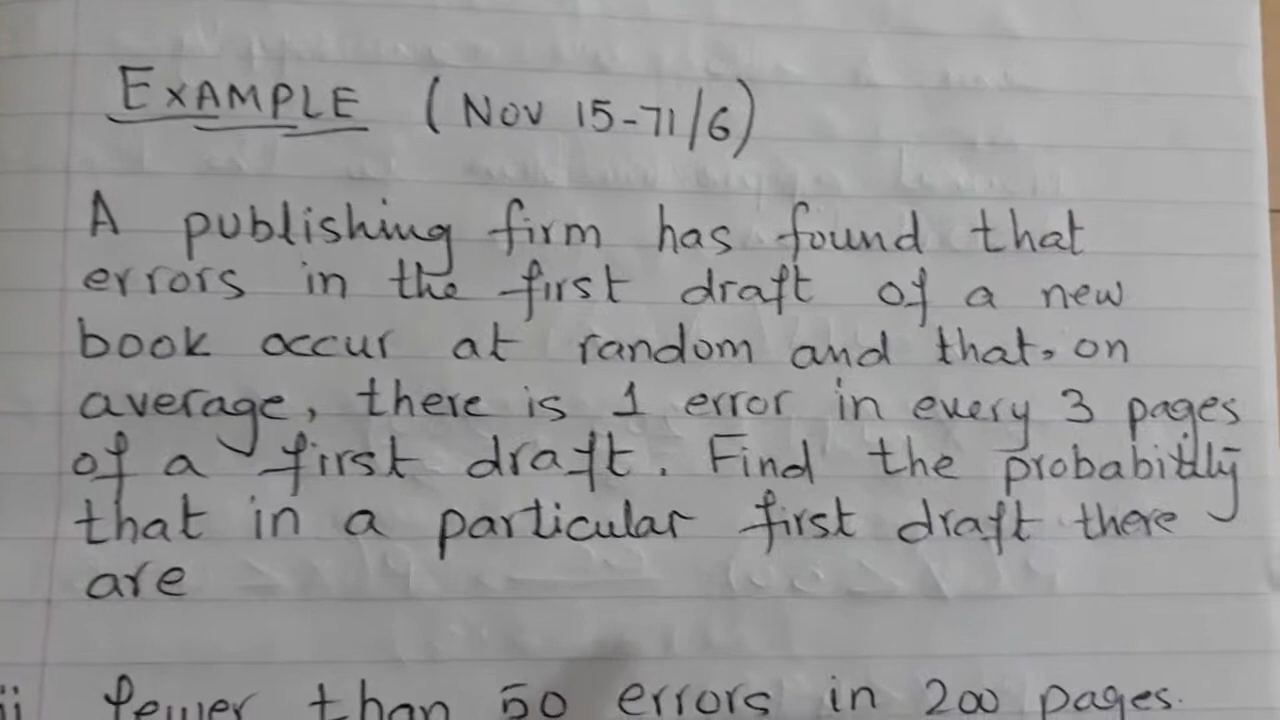 EXAMPLE (Nov 15-71/6)
A publishing firm has found that
errors in the first draft of a new
book occur at random and that, on
average, there is 1 error in every 3 pages
of a first draft. Find the probability
that in a particular first draft there
are
ii fewer than 50 errors in 200 pages.